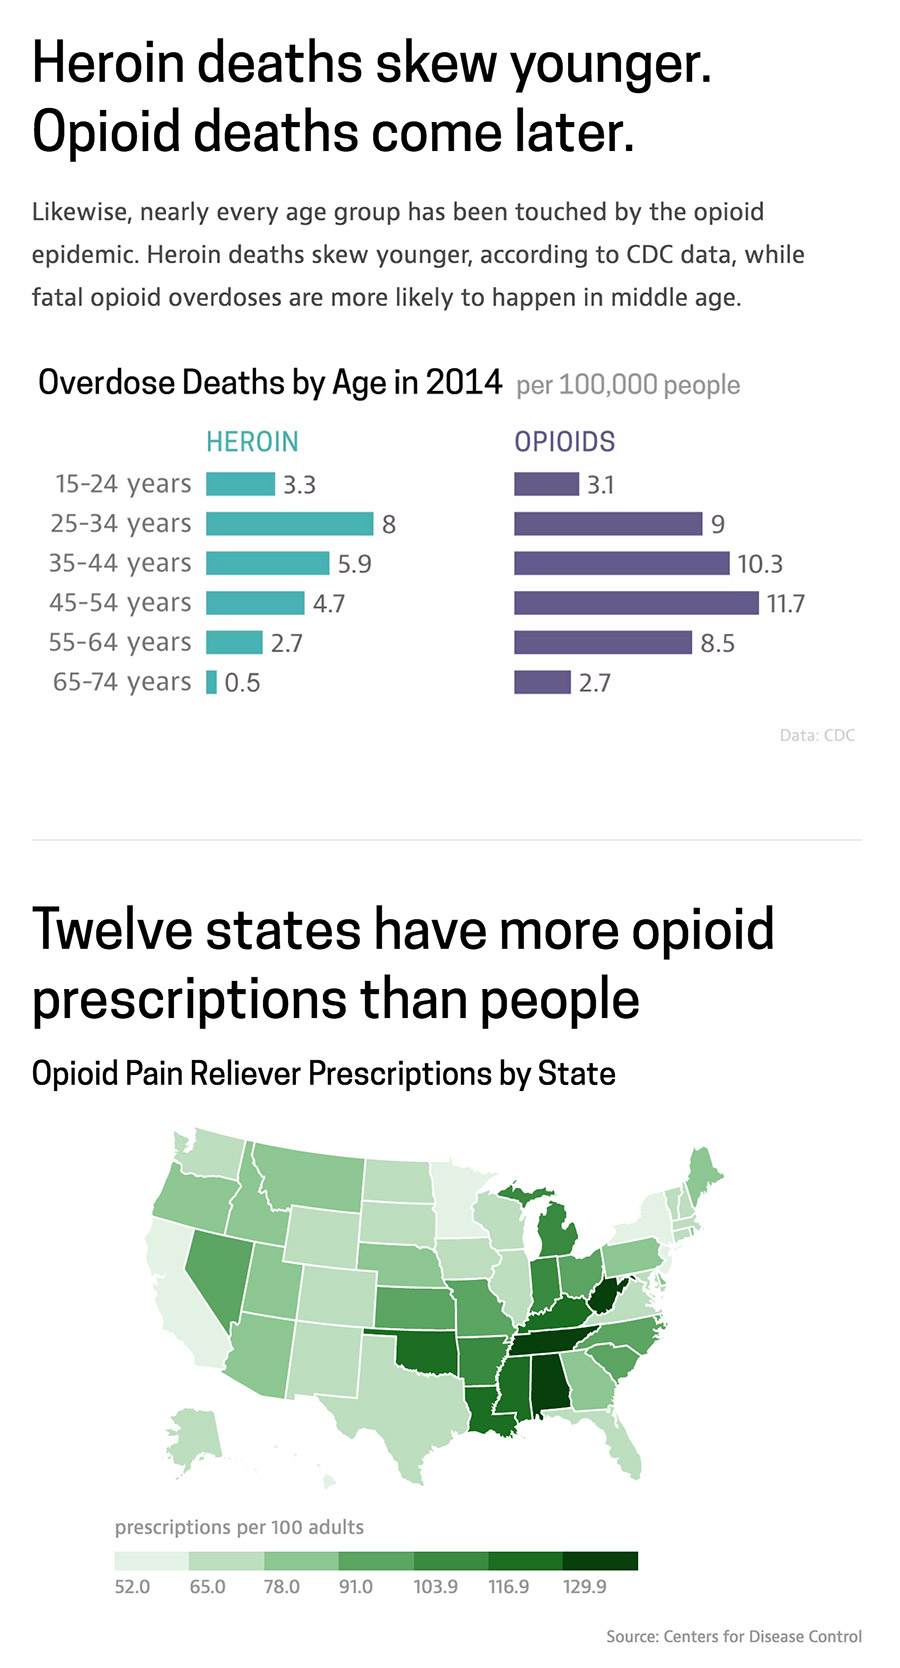 Heroin deaths skew younger.
Opioid deaths come later.
Likewise, nearly every age group has been touched by the opioid
epidemic. Heroin deaths skew younger, according to CDC data, while
fatal opioid overdoses are more likely to happen in middle age.
Overdose Deaths by Age in 2014 per 100,000 people
HEROIN OPIOIDS
15-24 years 3.3 3.1
25-34 years 8 9
35-44 years 5.9 10.3
45-54 years 4.7 11.7
55-64 years 2.7 8.5
65-74 years 0.5 2.7
Data: CDC
Twelve states have more opioid
prescriptions than people
Opioid Pain Reliever Prescriptions by State
prescriptions per 100 adults
52.0 65.0 78.0 91.0 103.9 116.9 129.9
Source: Centers for Disease Control